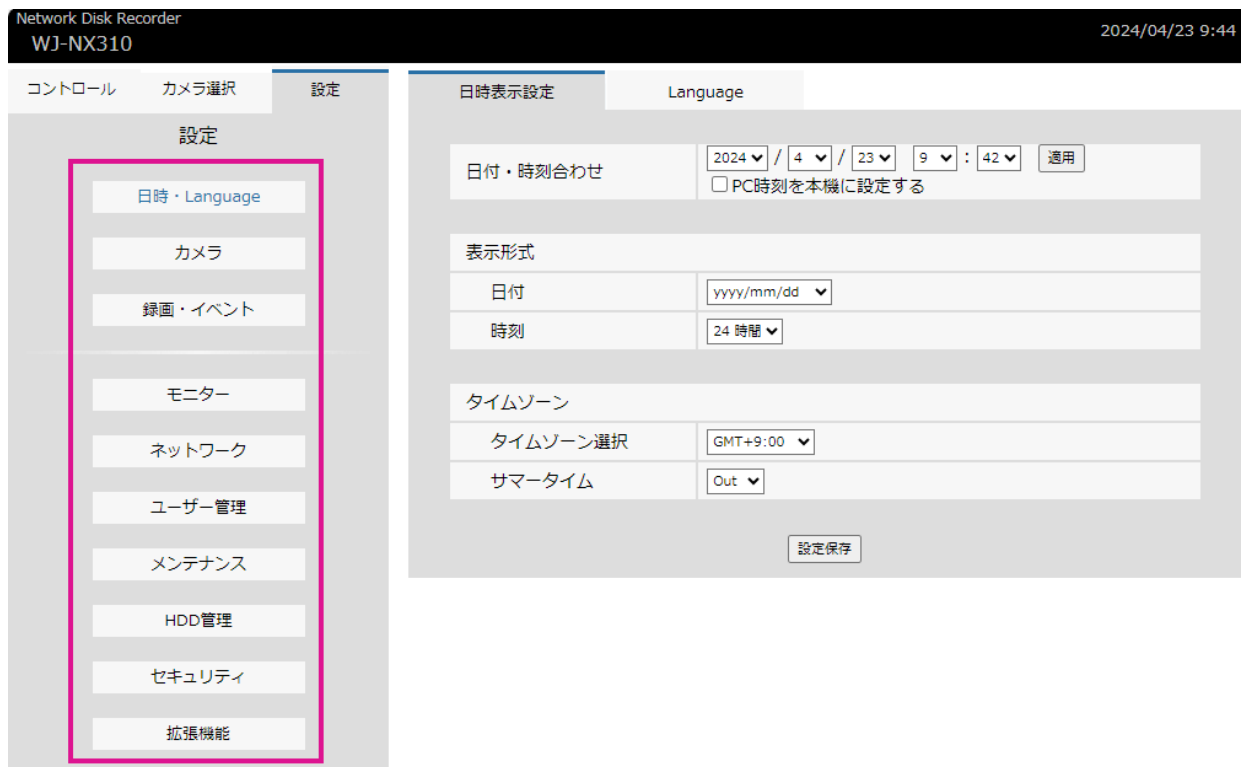 Network Disk Recorder
WJ-NX310
2024/04/23 9:44
コントロール カメラ選択 設定
設定
日時・Language
カメラ
録画・イベント
モニター
ネットワーク
ユーザー管理
メンテナンス
HDD管理
セキュリティ
拡張機能
日時表示設定 Language
日付・時刻合わせ 2024 / 4 / 23 9 : 42 適用
PC時刻を本機に設定する
表示形式
日付 yyyy/mm/dd
時刻 24 時間
タイムゾーン
タイムゾーン選択 GMT+9:00
サマータイム Out
設定保存